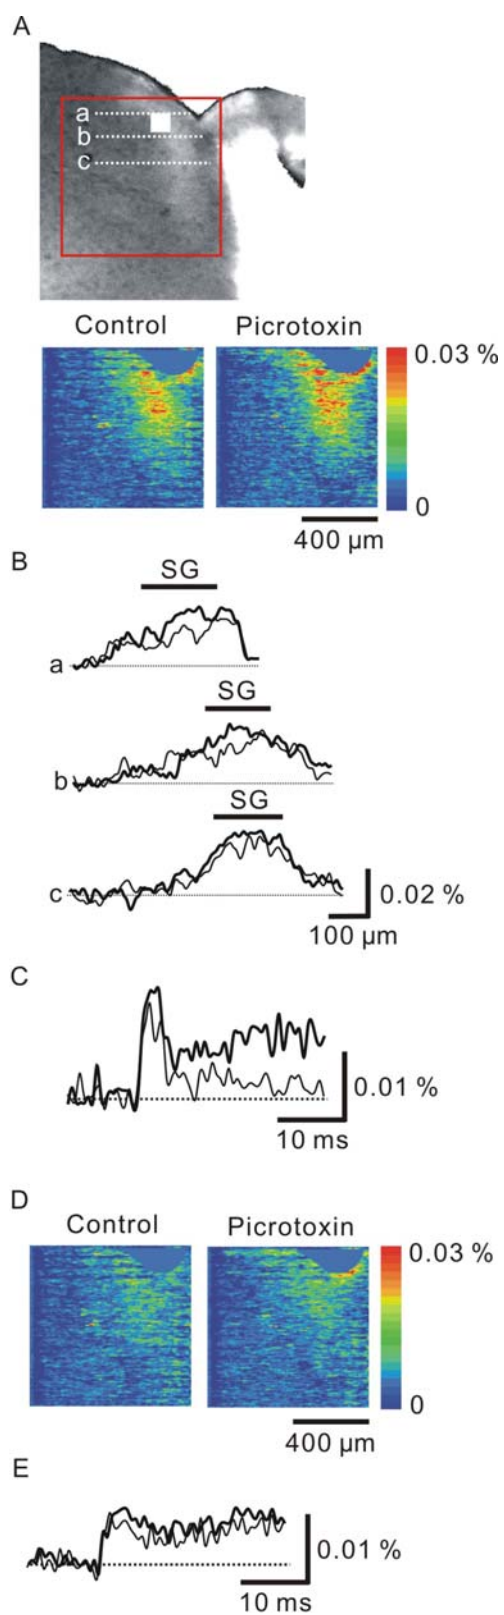 A
a
b
c
Control Picrotoxin
0.03 %
0
400 µm
B
SG
a
SG
b
SG
c
0.02 %
100 µm
C
0.01 %
10 ms
D
Control Picrotoxin
0.03 %
0
400 µm
E
0.01 %
10 ms